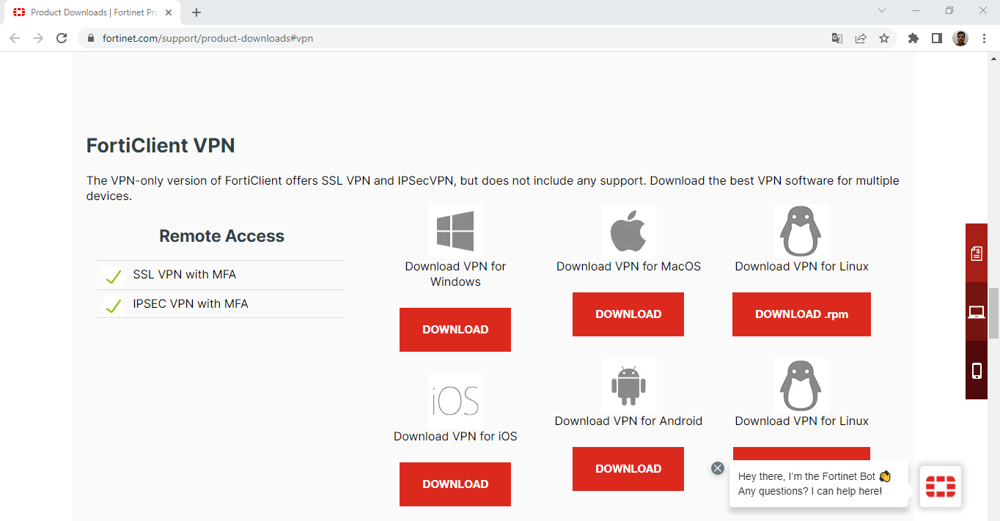 Product Downloads | Fortinet Pro
fortinet.com/support/product-downloads#vpn
FortiClient VPN
The VPN-only version of FortiClient offers SSL VPN and IPSecVPN, but does not include any support. Download the best VPN software for multiple
devices.
Remote Access
SSL VPN with MFA
IPSEC VPN with MFA
Download VPN for
Windows
DOWNLOAD
Download VPN for MacOS
DOWNLOAD
Download VPN for Linux
DOWNLOAD .rpm
iOS
Download VPN for iOS
DOWNLOAD
Download VPN for Android
DOWNLOAD
Download VPN for Linux
Hey there, I'm the Fortinet Bot 👏
Any questions? I can help here!